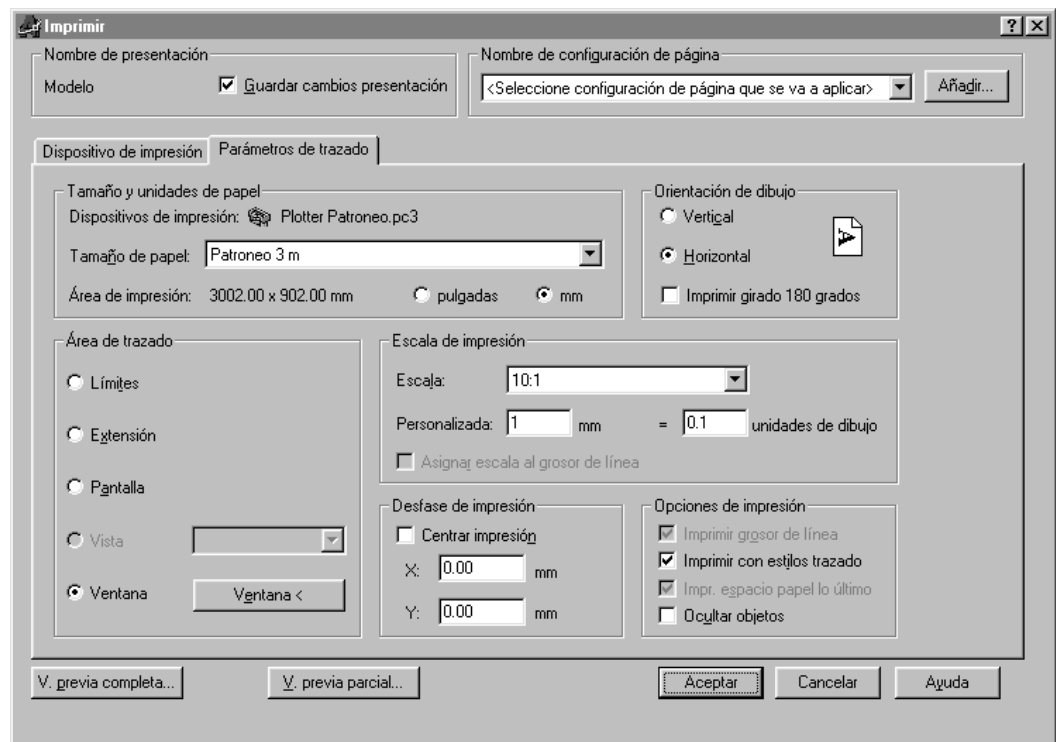 Imprimir
Nombre de presentación
Modelo
Guardar cambios presentación
Nombre de configuración de página
<Seleccione configuración de página que se va a aplicar>
Añadir...
Dispositivo de impresión
Parámetros de trazado
Tamaño y unidades de papel
Dispositivos de impresión: Plotter Patroneo.pc3
Tamaño de papel: Patroneo 3 m
Área de impresión: 3002.00 x 902.00 mm pulgadas mm
Orientación de dibujo
Vertical
Horizontal
Imprimir girado 180 grados
A
Área de trazado
Límites
Extensión
Pantalla
Vista
Ventana
Ventana <
Escala de impresión
Escala: 10:1
Personalizada: 1 mm = 0.1 unidades de dibujo
Asignar escala al grosor de línea
Desfase de impresión
Centrar impresión
X: 0.00 mm
Y: 0.00 mm
Opciones de impresión
Imprimir grosor de línea
Imprimir con estilos trazado
Impr. espacio papel lo último
Ocultar objetos
V. previa completa...
V. previa parcial...
Aceptar
Cancelar
Ayuda